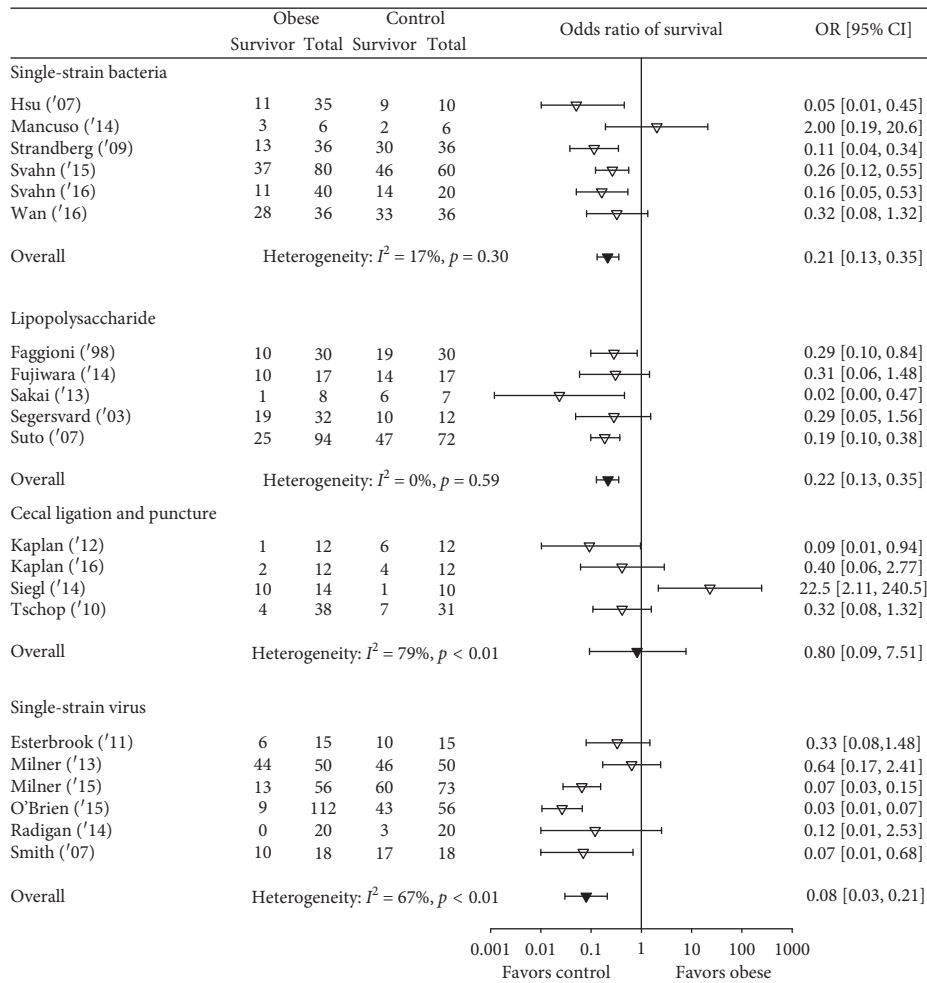 Obese Control
Survivor Total Survivor Total Odds ratio of survival OR [95% CI]
Single-strain bacteria
Hsu (′07) 11 35 9 10 0.05 [0.01, 0.45]
Mancuso (′14) 3 6 2 6 2.00 [0.19, 20.6]
Strandberg (′09) 13 36 30 36 0.11 [0.04, 0.34]
Svahn (′15) 37 80 46 60 0.26 [0.12, 0.55]
Svahn (′16) 11 40 14 20 0.16 [0.05, 0.53]
Wan (′16) 28 36 33 36 0.32 [0.08, 1.32]
Overall Heterogeneity: I² = 17%, p = 0.30 0.21 [0.13, 0.35]
Lipopolysaccharide
Faggioni (′98) 10 30 19 30 0.29 [0.10, 0.84]
Fujiwara (′14) 10 17 14 17 0.31 [0.06, 1.48]
Sakai (′13) 1 8 6 7 0.02 [0.00, 0.47]
Segersvard (′03) 19 32 10 12 0.29 [0.05, 1.56]
Suto (′07) 25 94 47 72 0.19 [0.10, 0.38]
Overall Heterogeneity: I² = 0%, p = 0.59 0.22 [0.13, 0.35]
Cecal ligation and puncture
Kaplan (′12) 1 12 6 12 0.09 [0.01, 0.94]
Kaplan (′16) 2 12 4 12 0.40 [0.06, 2.77]
Siegl (′14) 10 14 1 10 22.5 [2.11, 240.5]
Tschop (′10) 4 38 7 31 0.32 [0.08, 1.32]
Overall Heterogeneity: I² = 79%, p < 0.01 0.80 [0.09, 7.51]
Single-strain virus
Esterbrook (′11) 6 15 10 15 0.33 [0.08,1.48]
Milner (′13) 44 50 46 50 0.64 [0.17, 2.41]
Milner (′15) 13 56 60 73 0.07 [0.03, 0.15]
O'Brien (′15) 9 112 43 56 0.03 [0.01, 0.07]
Radigan (′14) 0 20 3 20 0.12 [0.01, 2.53]
Smith (′07) 10 18 17 18 0.07 [0.01, 0.68]
Overall Heterogeneity: I² = 67%, p < 0.01 0.08 [0.03, 0.21]
0.001 0.01 0.1 1 10 100 1000
Favors control Favors obese